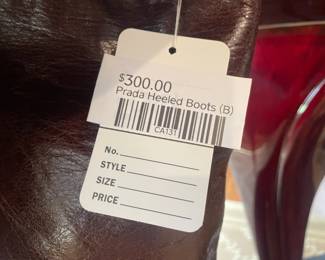 $300.00
Prada Heeled Boots (B)
CA131
No.
STYLE
SIZE
PRICE